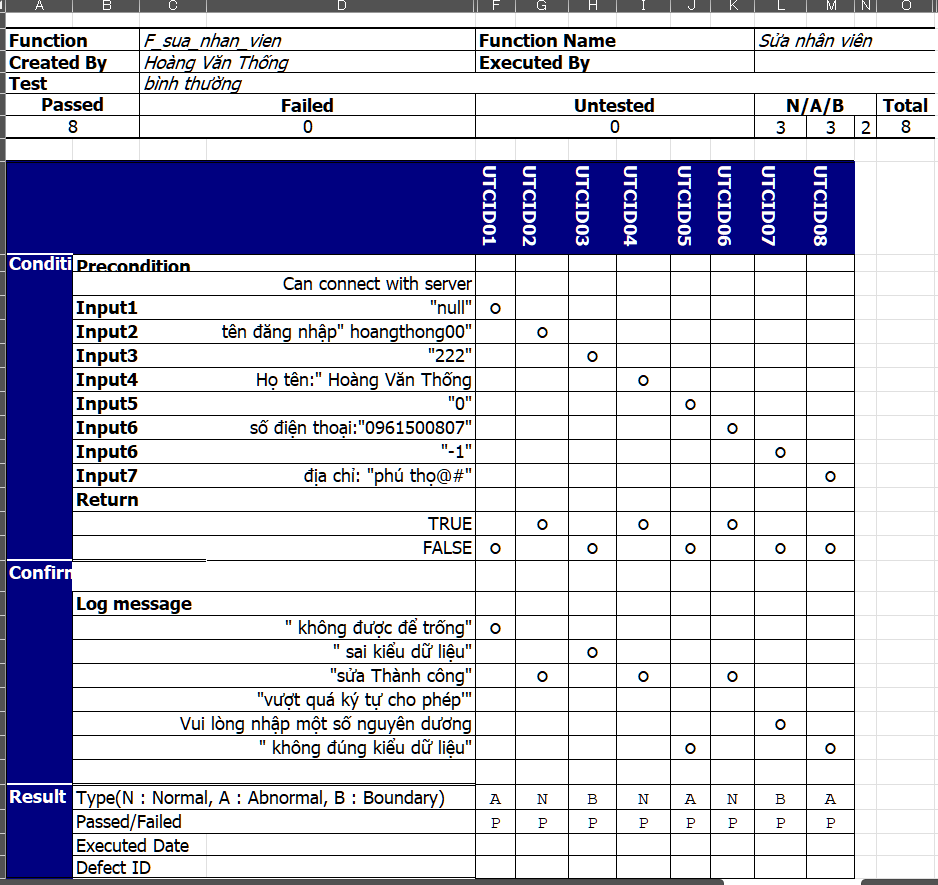 A B C D F G H I J K L M N O
Function F_sua_nhan_vien Function Name Sửa nhân viên
Created By Hoàng Văn Thống Executed By
Test bình thường
Passed Failed Untested N/A/B Total
8 0 0 3 3 2 8
UTCID01 UTCID02 UTCID03 UTCID04 UTCID05 UTCID06 UTCID07 UTCID08
Conditi Precondition
Can connect with server
Input1 "null" O
Input2 tên đăng nhập" hoangthong00" O
Input3 "222" O
Input4 Họ tên:" Hoàng Văn Thống O
Input5 "0" O
Input6 số điện thoại:"0961500807" O
Input6 "-1" O
Input7 địa chỉ: "phú thọ@#" O
Return
TRUE O O O
FALSE O O O O O
Confirm
Log message
" không được để trống" O
" sai kiểu dữ liệu" O
"sửa Thành công" O O O
"vượt quá ký tự cho phép'"
Vui lòng nhập một số nguyên dương O
" không đúng kiểu dữ liệu" O O
Result Type(N : Normal, A : Abnormal, B : Boundary) A N B N A N B A
Passed/Failed P P P P P P P P
Executed Date
Defect ID